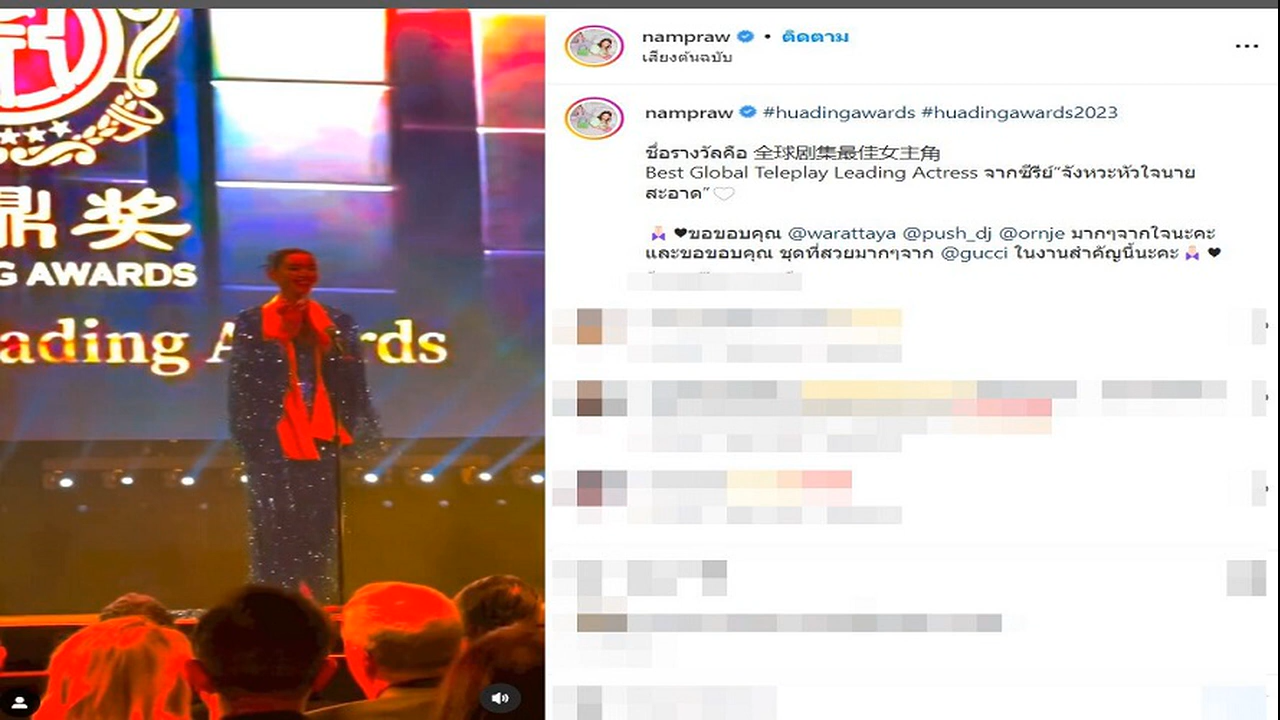 鼎奖
G AWARDS
ading A rds
nampraw • ติดตาม
เสียงต้นฉบับ
nampraw #huadingawards #huadingawards2023
ชื่อรางวัลคือ 全球剧集最佳女主角
Best Global Teleplay Leading Actress จากซีรีย์“จังหวะหัวใจนาย
สะอาด”🤍
🙏🏻❤ขอขอบคุณ @warattaya @push_dj @ornje มากๆจากใจนะคะ
และขอขอบคุณ ชุดที่สวยมากๆจาก @gucci ในงานสำคัญนี้นะคะ🙏🏻❤